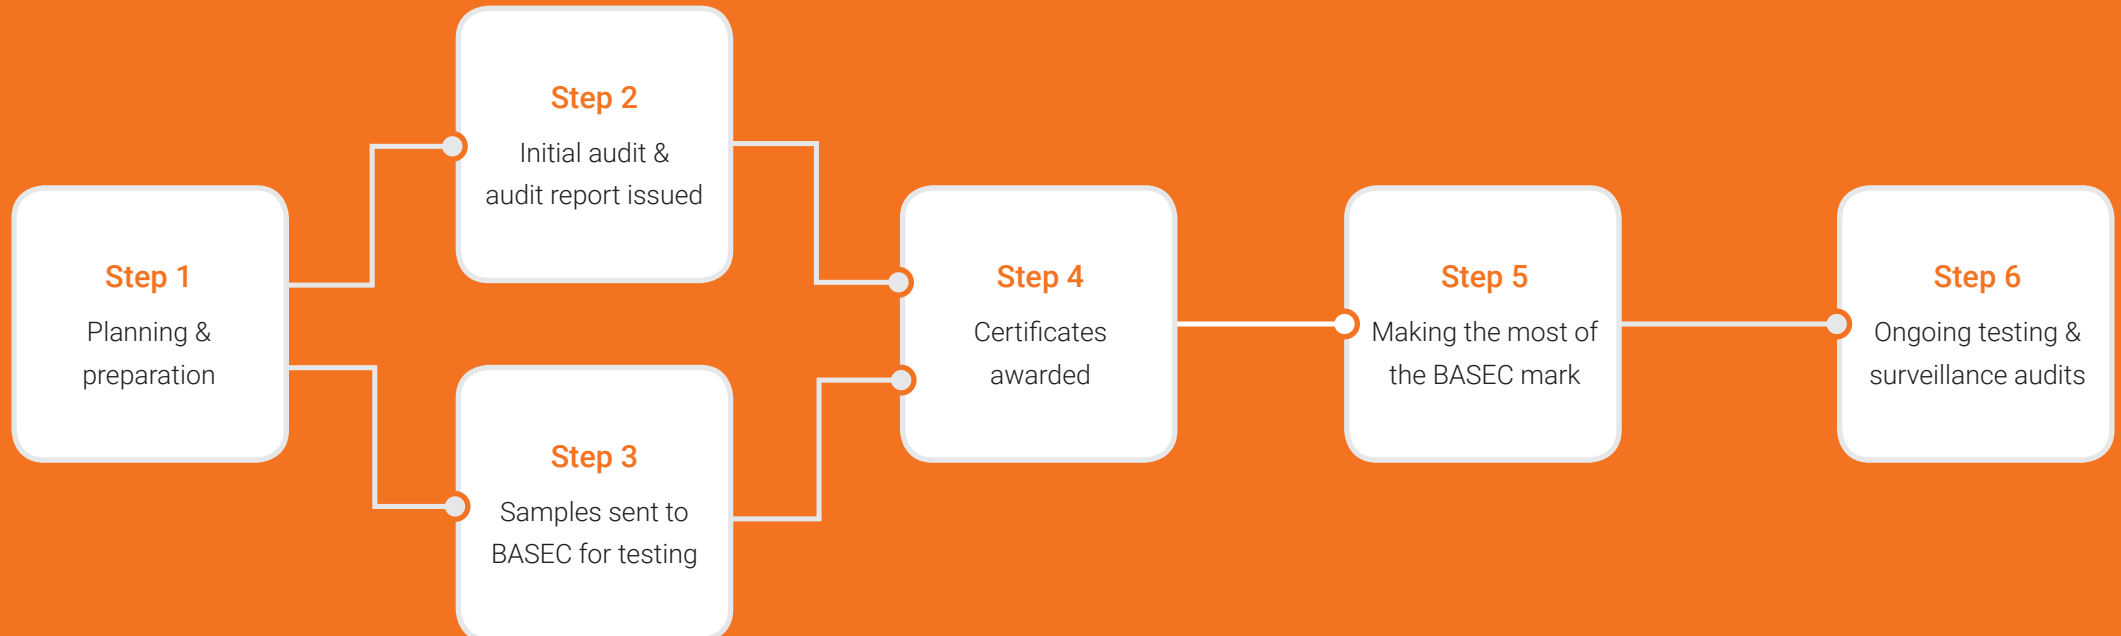 Step 1
Planning &
preparation
Step 2
Initial audit &
audit report issued
Step 3
Samples sent to
BASEC for testing
Step 4
Certificates
awarded
Step 5
Making the most of
the BASEC mark
Step 6
Ongoing testing &
surveillance audits